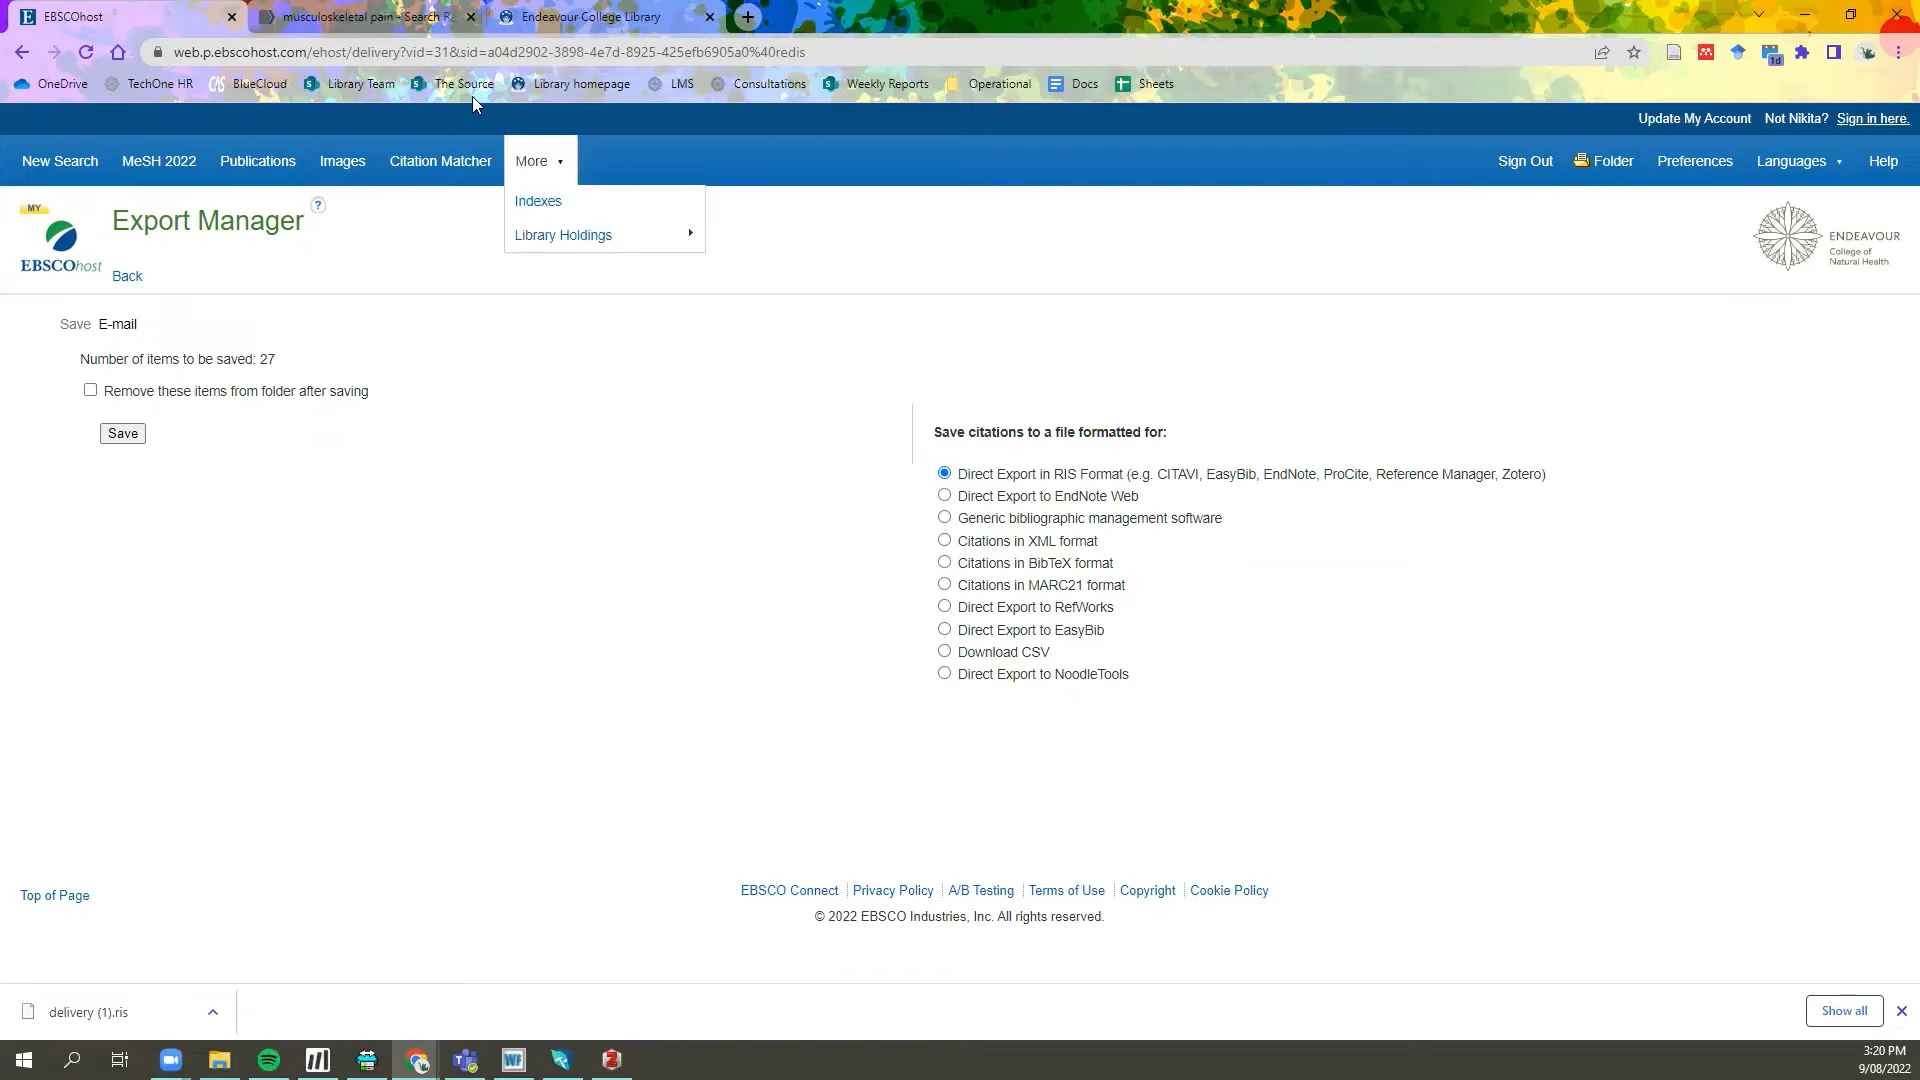 EBSCOhost
musculoskeletal pain - Search Re
Endeavour College Library
web.p.ebscohost.com/ehost/delivery?vid=31&sid=a04d2902-3898-4e7d-8925-425efb6905a0%40redis
1d
OneDrive TechOne HR BlueCloud Library Team The Source Library homepage LMS Consultations Weekly Reports Operational Docs Sheets
Update My Account Not Nikita? Sign in here.
New Search MeSH 2022 Publications Images Citation Matcher More Sign Out Folder Preferences Languages Help
Indexes
Library Holdings
MY
EBSCOhost
Export Manager ?
Back
ENDEAVOUR
College of
Natural Health
Save E-mail
Number of items to be saved: 27
Remove these items from folder after saving
Save
Save citations to a file formatted for:
Direct Export in RIS Format (e.g. CITAVI, EasyBib, EndNote, ProCite, Reference Manager, Zotero)
Direct Export to EndNote Web
Generic bibliographic management software
Citations in XML format
Citations in BibTeX format
Citations in MARC21 format
Direct Export to RefWorks
Direct Export to EasyBib
Download CSV
Direct Export to NoodleTools
Top of Page
EBSCO Connect Privacy Policy A/B Testing Terms of Use Copyright Cookie Policy
© 2022 EBSCO Industries, Inc. All rights reserved.
delivery (1).ris
Show all
3:20 PM
9/08/2022